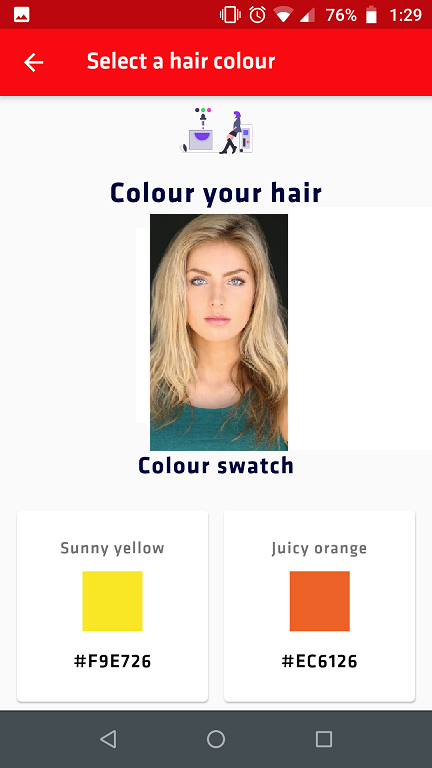 76% 1:29
Select a hair colour
Colour your hair
Colour swatch
Sunny yellow
Juicy orange
#F9E726
#EC6126